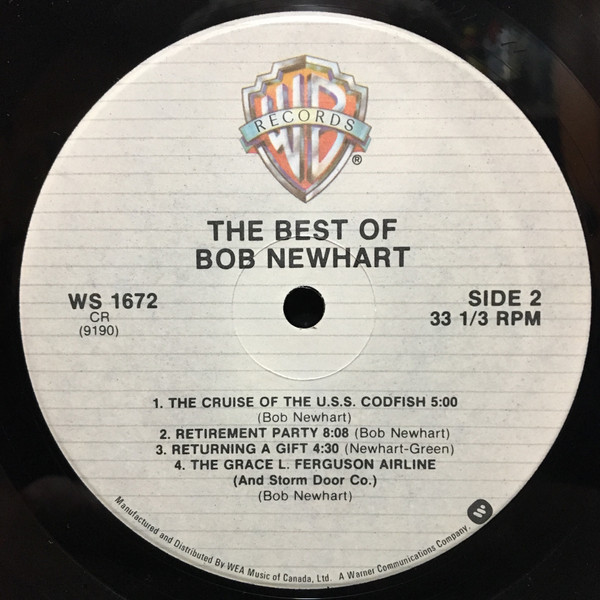 WB
RECORDS
®
THE BEST OF
BOB NEWHART
WS 1672
CR
(9190)
SIDE 2
33 1/3 RPM
1. THE CRUISE OF THE U.S.S. CODFISH 5:00
(Bob Newhart)
2. RETIREMENT PARTY 8:08 (Bob Newhart)
3. RETURNING A GIFT 4:30 (Newhart-Green)
4. THE GRACE L. FERGUSON AIRLINE
(And Storm Door Co.)
(Bob Newhart)
Manufactured and Distributed By WEA Music of Canada, Ltd. A Warner Communications Company.